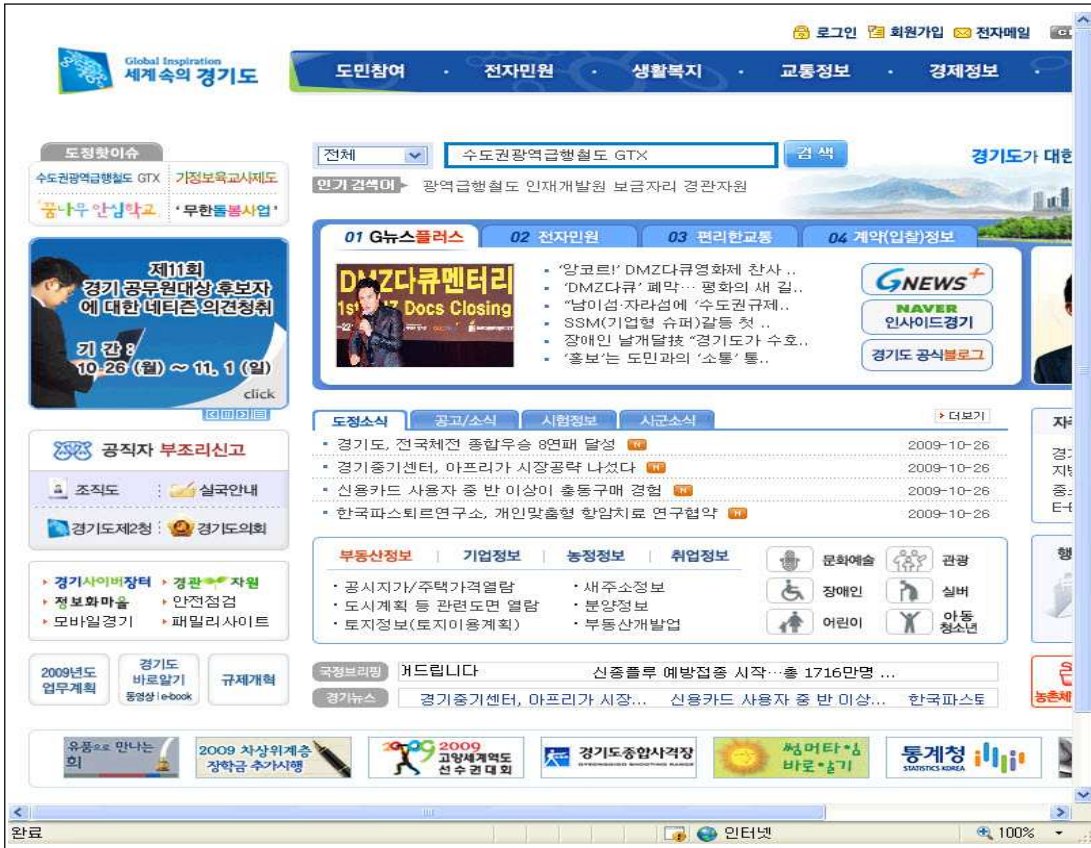 로그인 회원가입 전자메일
Global Inspiration
세계속의 경기도
도민참여 · 전자민원 · 생활복지 · 교통정보 · 경제정보 ·
도정핫이슈
수도권광역급행철도 GTX 가정보육교사제도
꿈나무 안심학교 '무한돌봄사업'
전체 수도권광역급행철도 GTX 검색
인기검색어 광역급행철도 인재개발원 보금자리 경관자원
경기도가 대한
제11회
경기 공무원대상 후보자
에 대한 네티즌 의견청취
기 간 :
10.26 (월) ~ 11. 1 (일)
click
01 G뉴스플러스 02 전자민원 03 편리한교통 04 계약(입찰)정보
DMZ다큐멘터리
Docs Closing
· '앙코르!' DMZ다큐영화제 찬사 ..
· 'DMZ다큐' 폐막… 평화의 새 길..
· "남이섬·자라섬에 '수도권규제..
· SSM(기업형 슈퍼)갈등 첫 ..
· 장애인 날개달技 "경기도가 수호..
· '홍보'는 도민과의 '소통' 통..
GNEWS+
NAVER
인사이드경기
경기도 공식블로그
도정소식 공고/소식 시험정보 시군소식 더보기
· 경기도, 전국체전 종합우승 8연패 달성 N 2009-10-26
· 경기중기센터, 아프리가 시장공략 나섰다 N 2009-10-26
· 신용카드 사용자 중 반 이상이 충동구매 경험 N 2009-10-26
· 한국파스퇴르연구소, 개인맞춤형 항암치료 연구협약 N 2009-10-26
공직자 부조리신고
조직도 실국안내
경기도제2청 경기도의회
부동산정보 | 기업정보 | 농정정보 | 취업정보
· 공시지가/주택가격열람 · 새주소정보
· 도시계획 등 관련도면 열람 · 분양정보
· 토지정보(토지이용계획) · 부동산개발업
문화예술 관광
장애인 실버
어린이 아동
청소년
경기사이버장터 경관 자원
정보화마을 안전점검
모바일경기 패밀리사이트
2009년도
업무계획
경기도
바로알기
동영상 e-book
규제개혁
국정브리핑 드립니다 신종플루 예방접종 시작…총 1716만명 ...
경기뉴스 경기중기센터, 아프리가 시장... 신용카드 사용자 중 반 이상...
유품으로 만나는
회
2009 차상위계층
장학금 추가시행
2009
고양세계역도
선수권대회
경기도종합사격장
GYEONGGIDO SHOOTING RANGE
썸머타임
바로알기
통계청
STATISTICS KOREA
완료 인터넷 100%